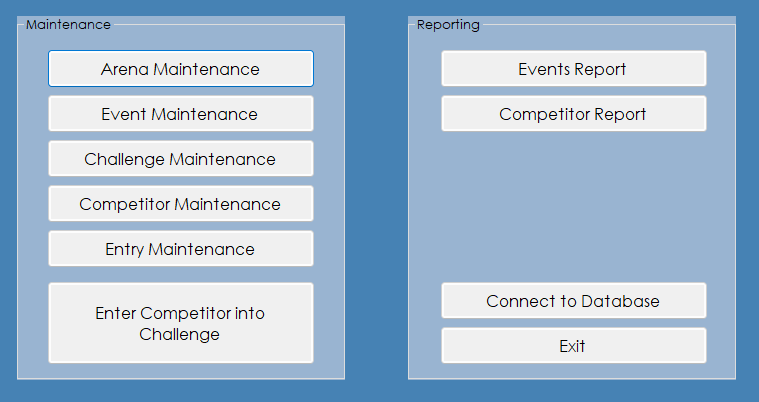 Maintenance
Arena Maintenance
Event Maintenance
Challenge Maintenance
Competitor Maintenance
Entry Maintenance
Enter Competitor into
Challenge
Reporting
Events Report
Competitor Report
Connect to Database
Exit